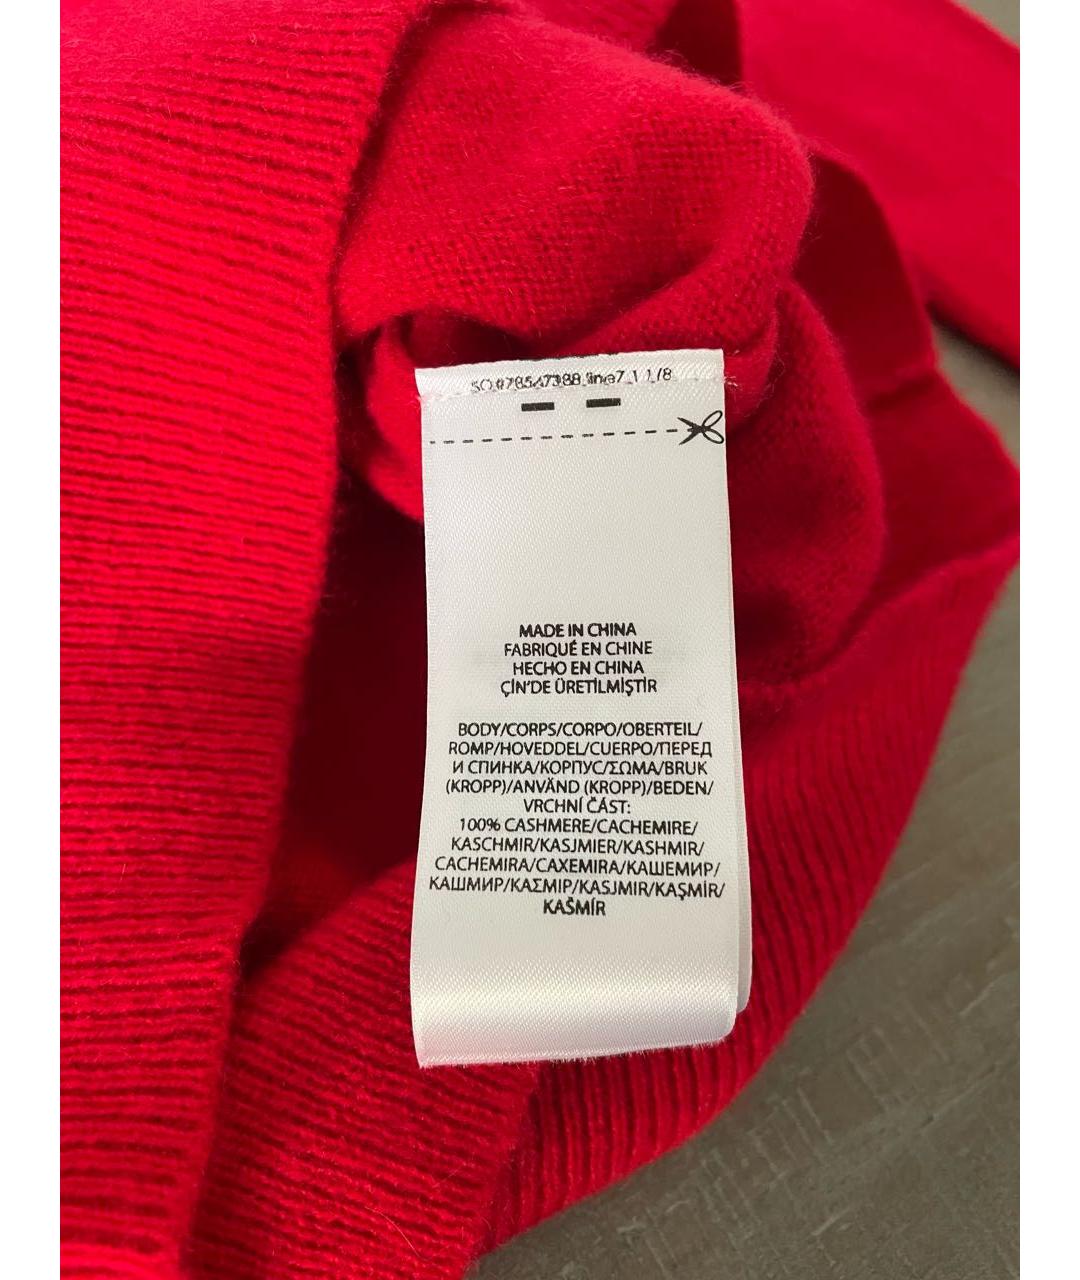 MADE IN CHINA
FABRIQUÉ EN CHINE
HECHO EN CHINA
ÇİN'DE ÜRETİLMİŞTİR
BODY/CORPS/CORPO/OBERTEIL/
ROMP/HOVEDDEL/CUERPO/ПЕРЕД
И СПИНКА/КОРПУС/ΣΩΜΑ/BRUK
(KROPP)/ANVÄND (KROPP)/BEDEN/
VRCHNÍ ČÁST:
100% CASHMERE/CACHEMIRE/
KASCHMIR/KASJMIER/KASHMIR/
CACHEMIRA/CAXEMIRA/КАШЕМИР/
КАШМИР/ΚΑΣΜΙΡ/KASJMIR/KAŞMİR/
KAŠMÍR